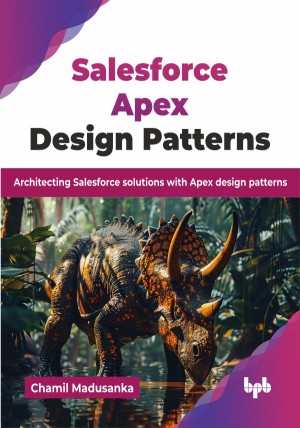 Salesforce
Apex
Design Patterns
Architecting Salesforce solutions with Apex design patterns
Chamil Madusanka
bpb